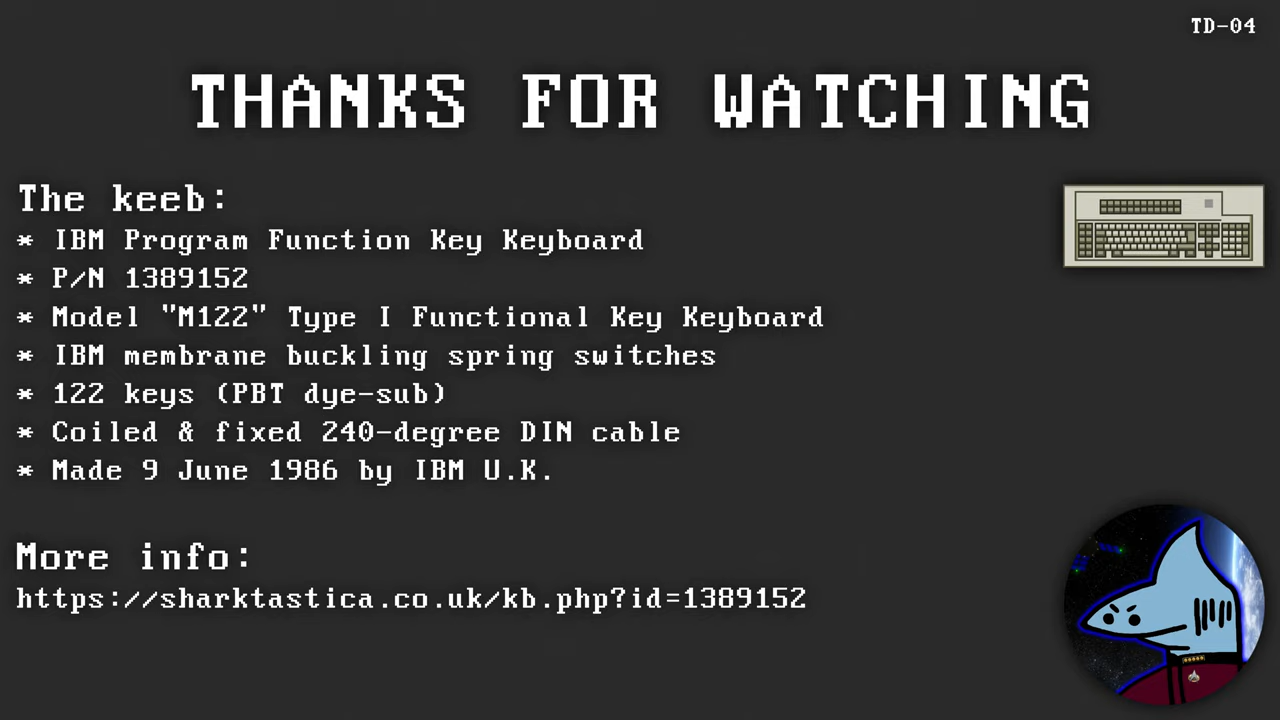 TD-04
THANKS FOR WATCHING
The keeb:
* IBM Program Function Key Keyboard
* P/N 1389152
* Model "M122" Type I Functional Key Keyboard
* IBM membrane buckling spring switches
* 122 keys (PBT dye-sub)
* Coiled & fixed 240-degree DIN cable
* Made 9 June 1986 by IBM U.K.
More info:
https://sharktastica.co.uk/kb.php?id=1389152